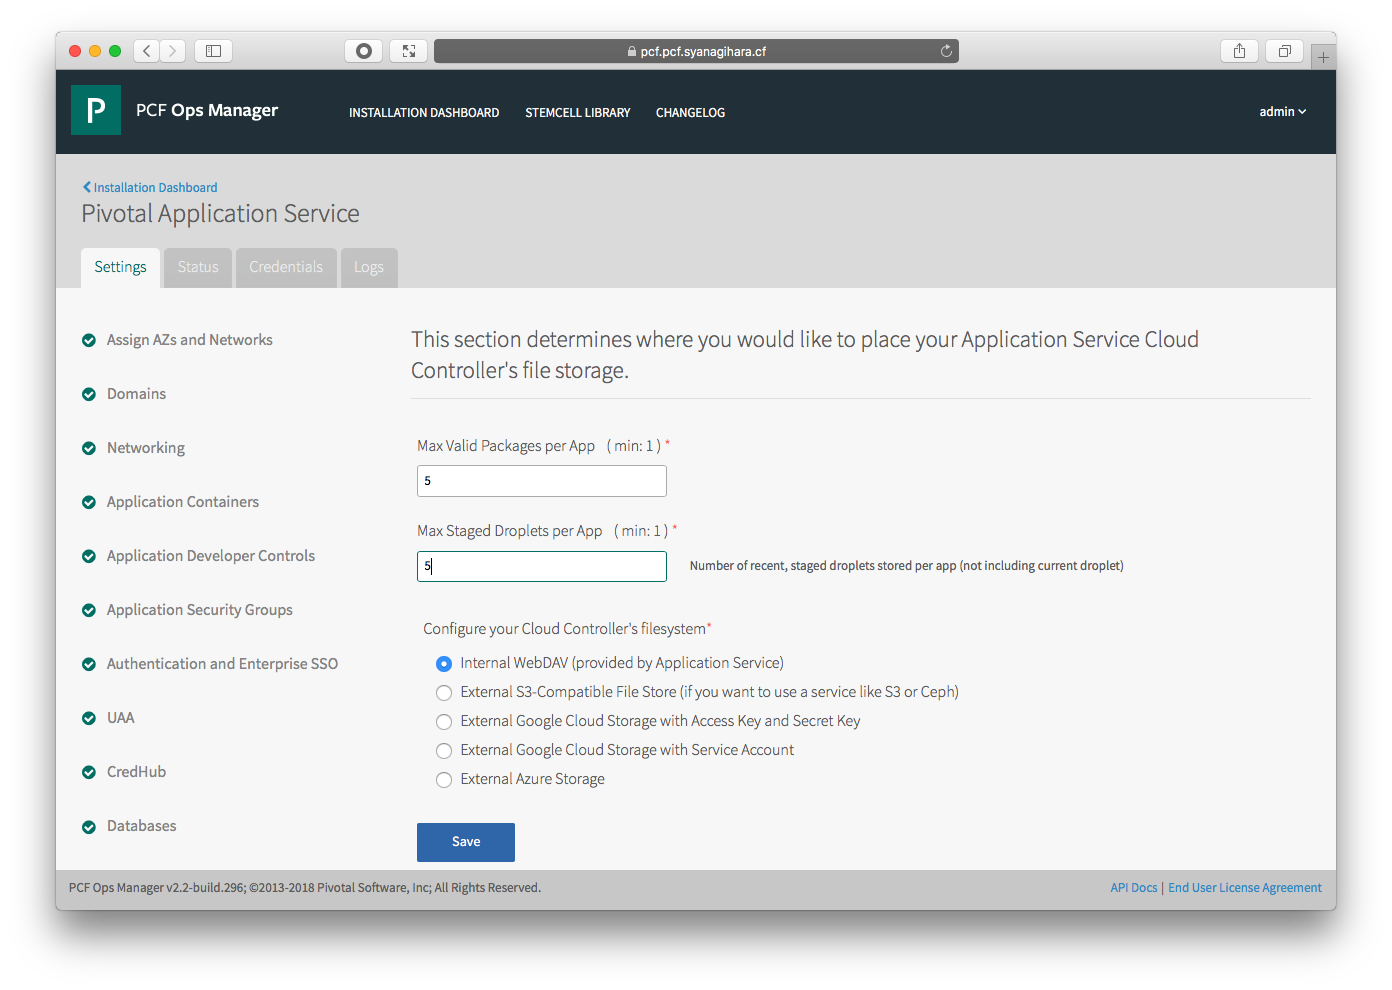 pcf.pcf.syanagihara.cf
P
PCF Ops Manager
INSTALLATION DASHBOARD
STEMCELL LIBRARY
CHANGELOG
admin
Installation Dashboard
Pivotal Application Service
Settings
Status
Credentials
Logs
Assign AZs and Networks
Domains
Networking
Application Containers
Application Developer Controls
Application Security Groups
Authentication and Enterprise SSO
UAA
CredHub
Databases
This section determines where you would like to place your Application Service Cloud
Controller's file storage.
Max Valid Packages per App ( min: 1 ) *
5
Max Staged Droplets per App ( min: 1 ) *
5
Number of recent, staged droplets stored per app (not including current droplet)
Configure your Cloud Controller's filesystem*
Internal WebDAV (provided by Application Service)
External S3-Compatible File Store (if you want to use a service like S3 or Ceph)
External Google Cloud Storage with Access Key and Secret Key
External Google Cloud Storage with Service Account
External Azure Storage
Save
PCF Ops Manager v2.2-build.296; ©2013-2018 Pivotal Software, Inc; All Rights Reserved.
API Docs | End User License Agreement